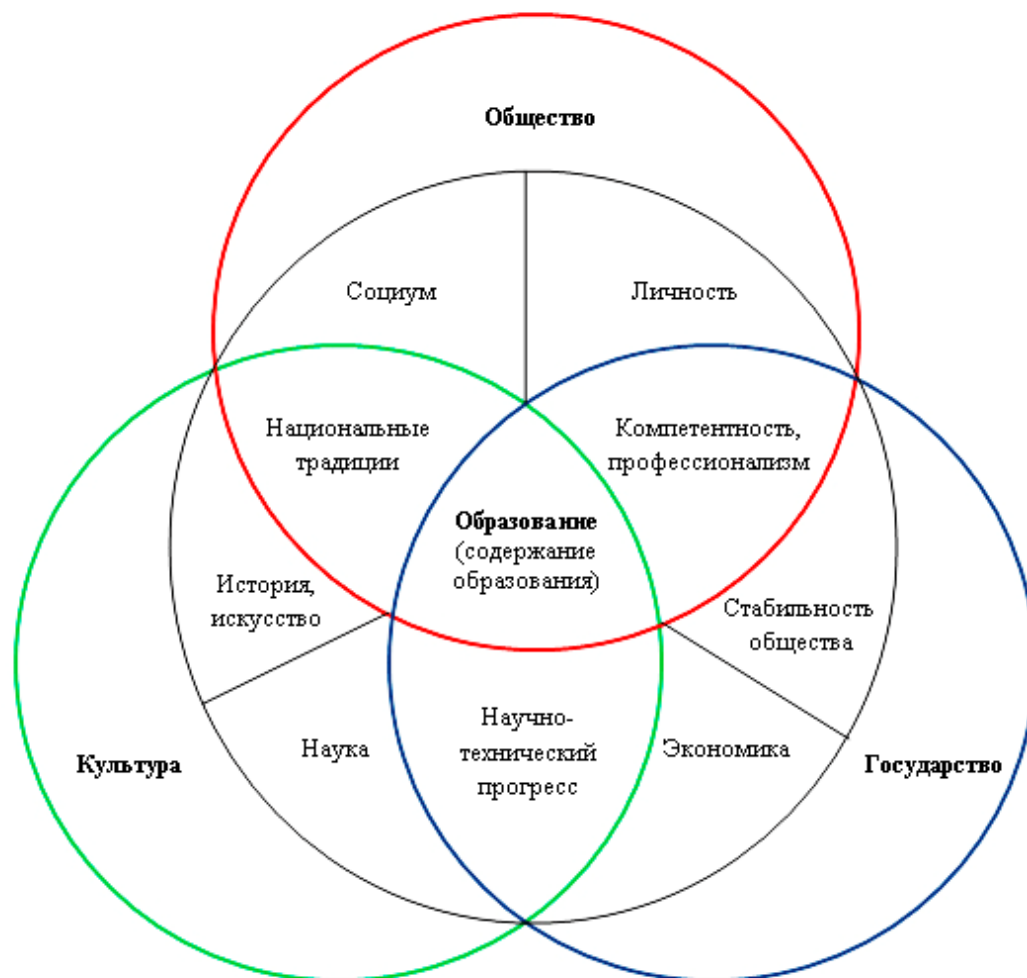 Общество
Социум
Личность
Национальные
традиции
Компетентность,
профессионализм
Образование
(содержание
образования)
История,
искусство
Стабильность
общества
Культура
Наука
Научно-
технический
прогресс
Экономика
Государство